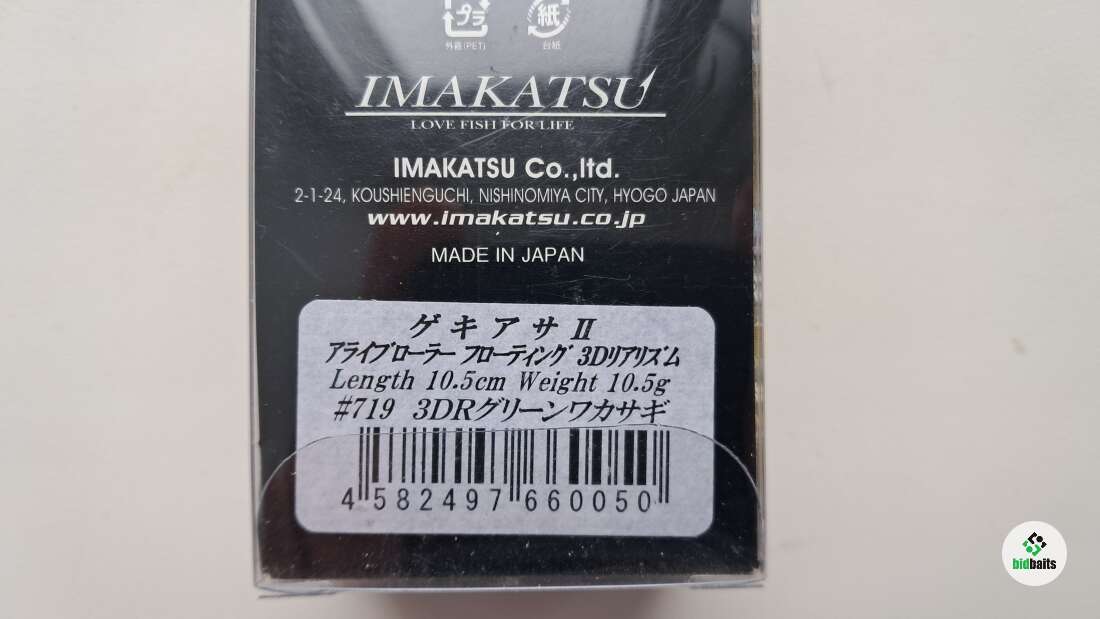 プラ
紙
外嚢(PET)
台紙
IMAKATSU
LOVE FISH FOR LIFE
IMAKATSU Co.,ltd.
2-1-24, KOUSHIENGUCHI, NISHINOMIYA CITY, HYOGO JAPAN
www.imakatsu.co.jp
MADE IN JAPAN
ゲキアサⅡ
アライブローラー フローティング 3Dリアリズム
Length 10.5cm Weight 10.5g
#719 3DRグリーンワカサギ
4 582497 660050
bidbaits